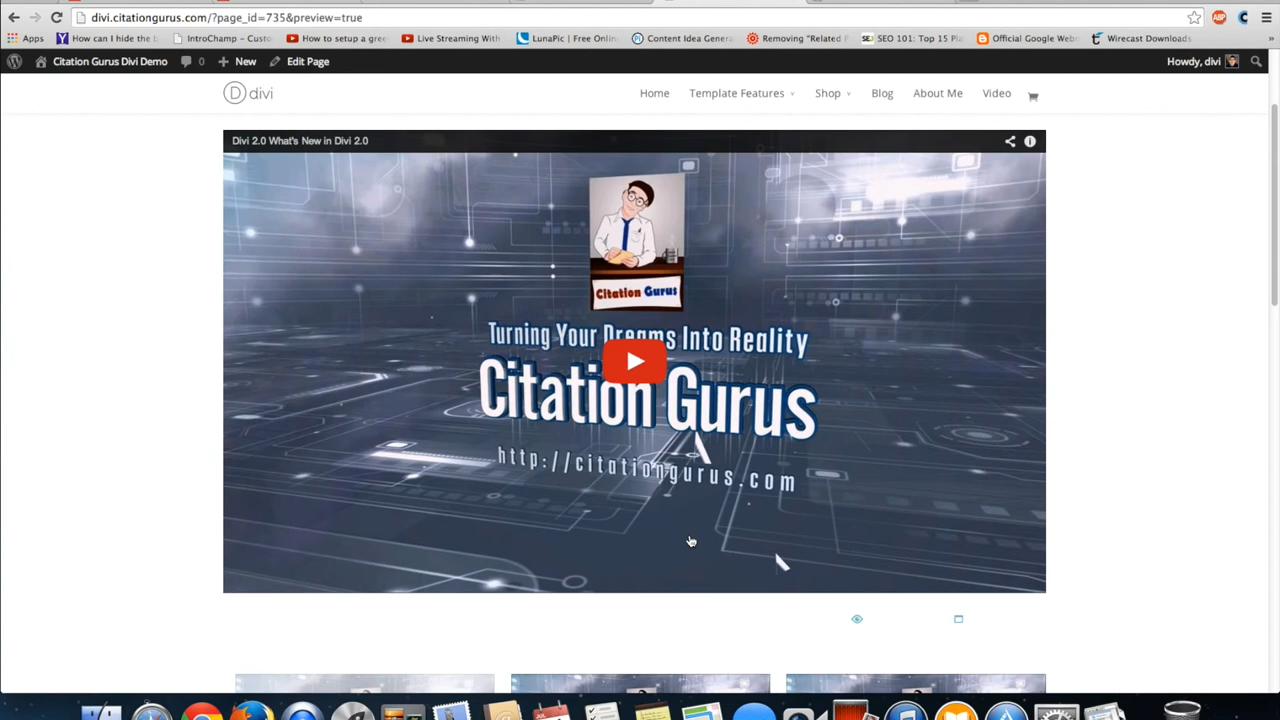 divi.citationgurus.com/?page_id=735&preview=true
Apps How can I hide the b IntroChamp - Custo How to setup a gree Live Streaming With LunaPic | Free Onlin Content Idea Genera Removing "Related P SEO 101: Top 15 Pla Official Google Web Wirecast Downloads »
Citation Gurus Divi Demo 0 New Edit Page Howdy, divi
D divi Home Template Features Shop Blog About Me Video
Divi 2.0 What's New in Divi 2.0
Citation Gurus
Turning Your Dreams Into Reality
Citation Gurus
http://citationgurus.com